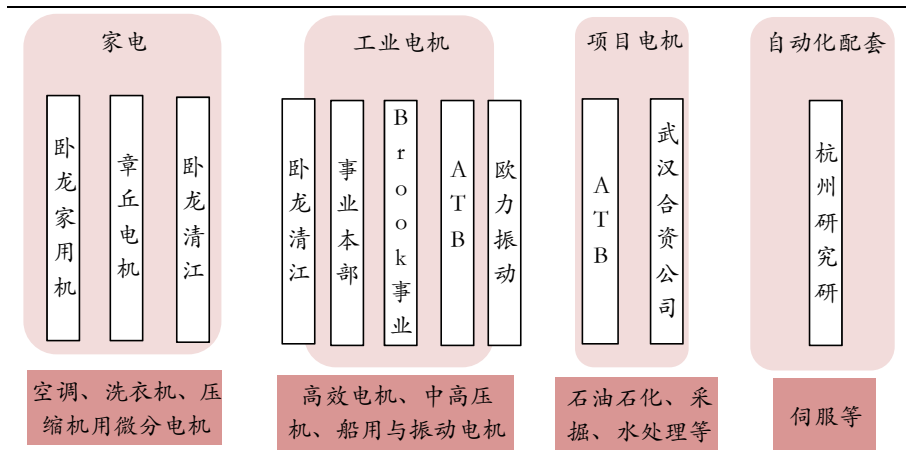 家电
工业电机
项目电机
自动化配套
卧龙家用机
章丘电机
卧龙清江
卧龙清江
事业本部
Brook事业
ATB
欧力振动
ATB
武汉合资公司
杭州研究研
空调、洗衣机、压
缩机用微分电机
高效电机、中高压
机、船用与振动电机
石油石化、采
掘、水处理等
伺服等